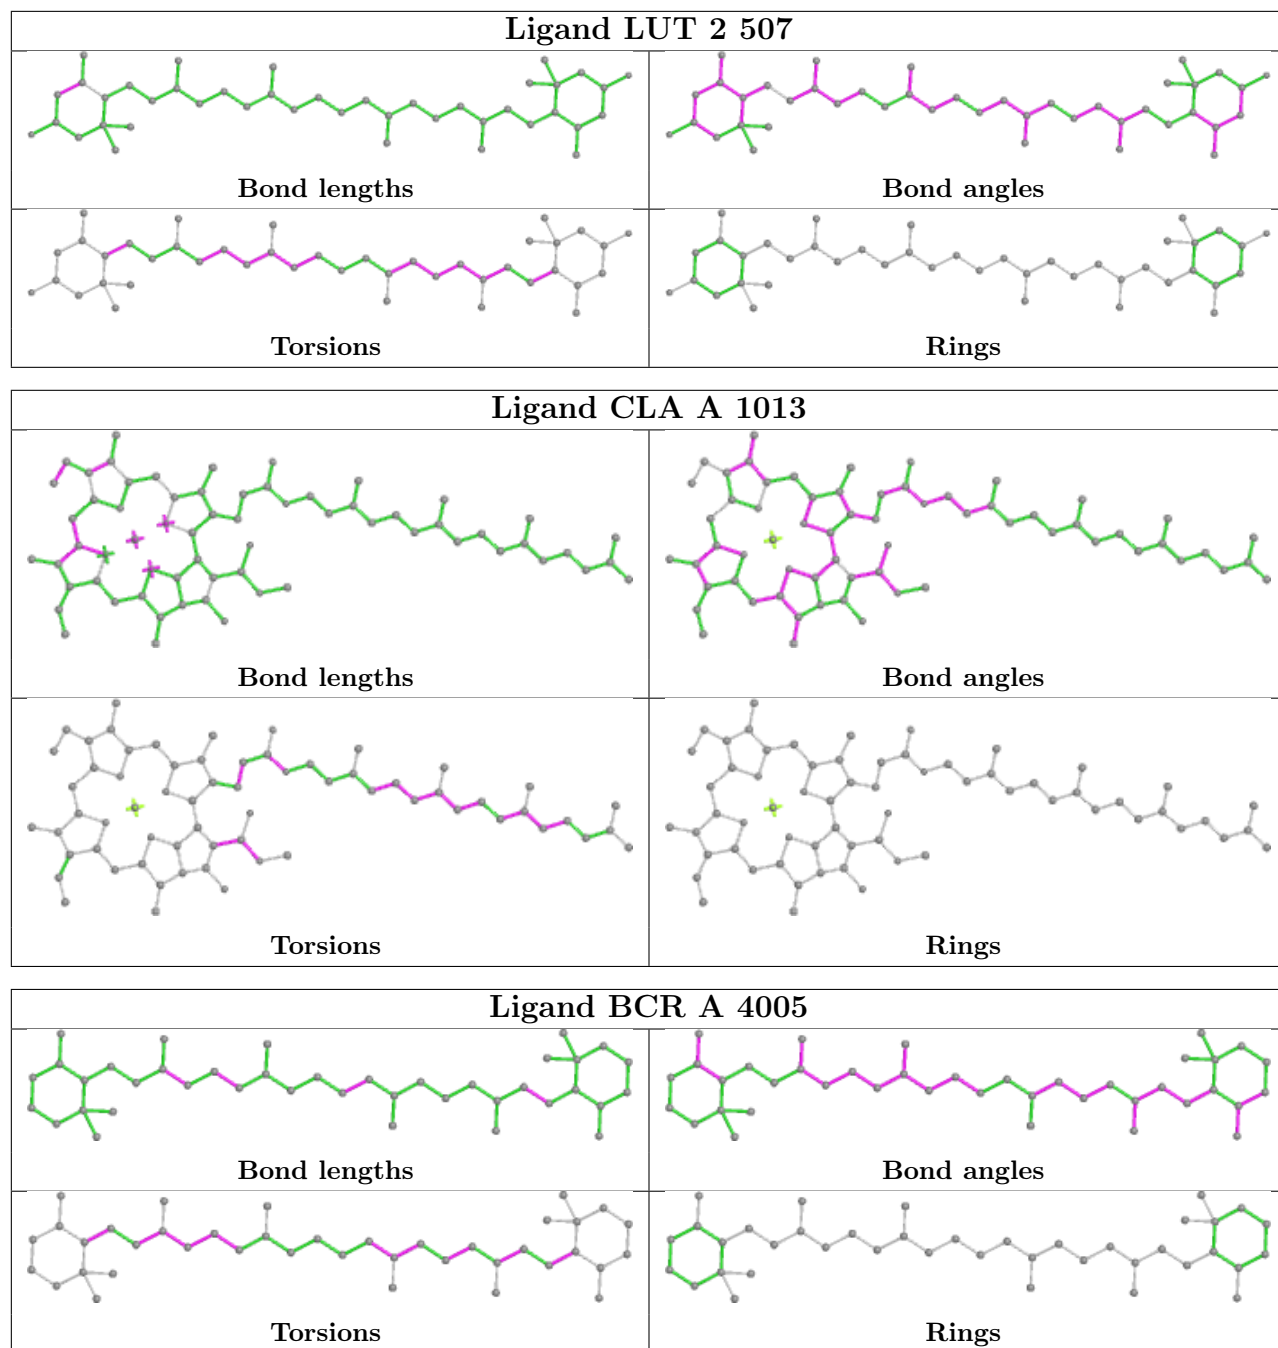 Ligand LUT 2 507
Bond lengths
Bond angles
Torsions
Rings
Ligand CLA A 1013
Bond lengths
Bond angles
Torsions
Rings
Ligand BCR A 4005
Bond lengths
Bond angles
Torsions
Rings